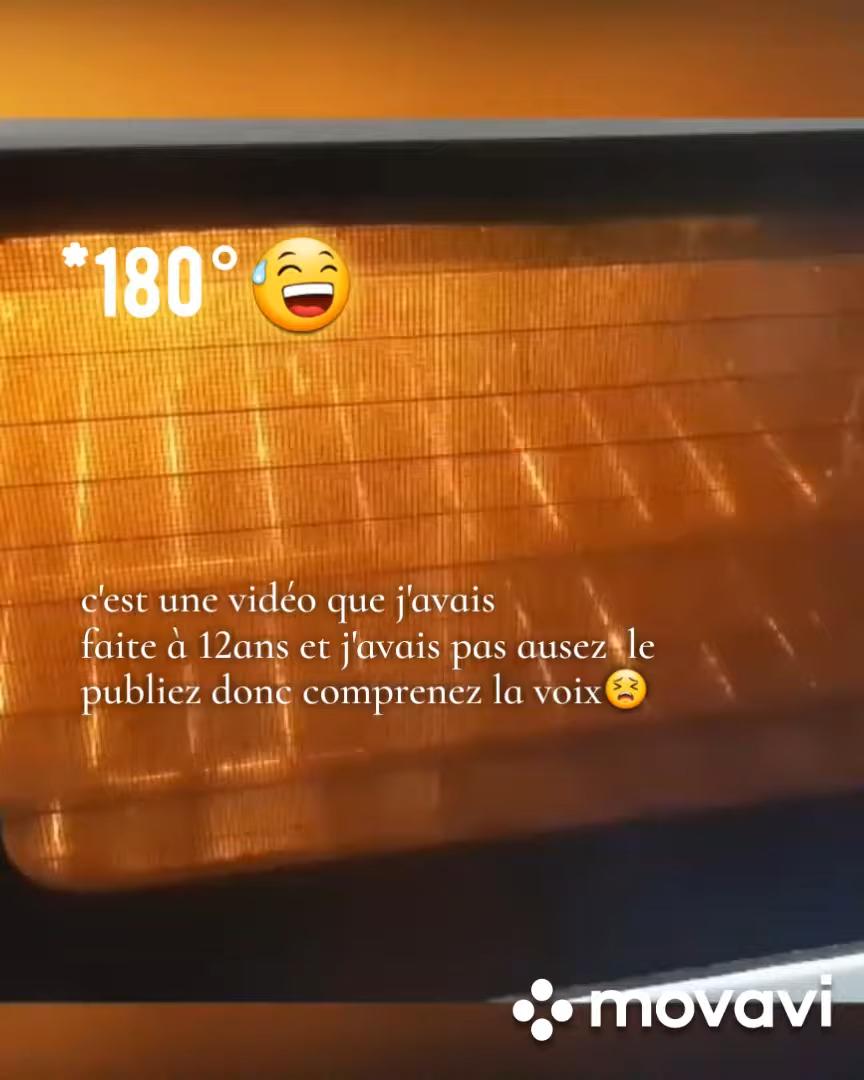 *180°😅
c'est une vidéo que j'avais
faite à 12ans et j'avais pas ausez le
publiez donc comprenez la voix😣
movavi